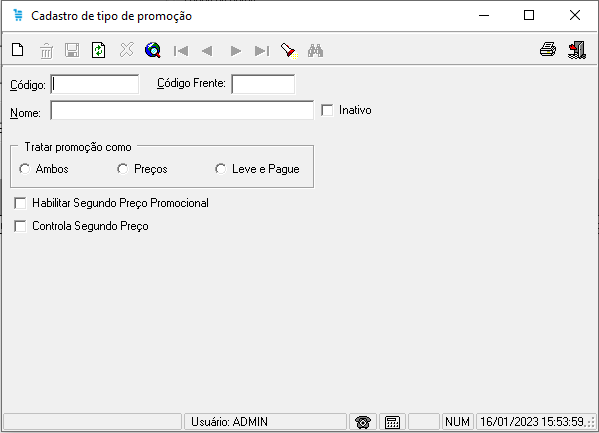 Cadastro de tipo de promoção
Código:
Código Frente:
Nome:
Inativo
Tratar promoção como
Ambos
Preços
Leve e Pague
Habilitar Segundo Preço Promocional
Controla Segundo Preço
Usuário: ADMIN
NUM
16/01/2023 15:53:59